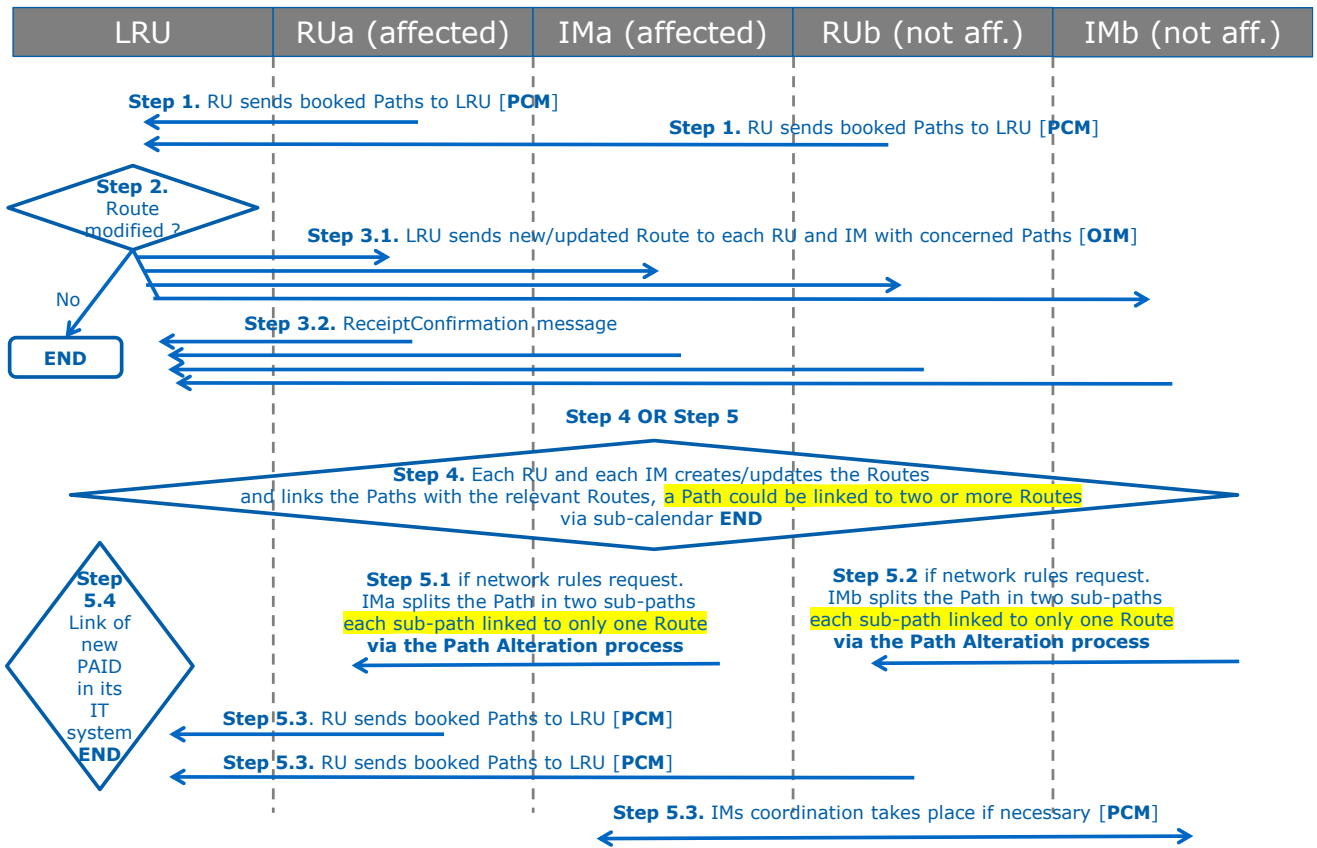 LRU
RUa (affected)
IMa (affected)
RUb (not aff.)
IMb (not aff.)
Step 1. RU sends booked Paths to LRU [PCM]
Step 1. RU sends booked Paths to LRU [PCM]
Step 2.
Route
modified ?
Step 3.1. LRU sends new/updated Route to each RU and IM with concerned Paths [OIM]
No
Step 3.2. ReceiptConfirmation message
END
Step 4 OR Step 5
Step 4. Each RU and each IM creates/updates the Routes
and links the Paths with the relevant Routes, a Path could be linked to two or more Routes
via sub-calendar END
Step
5.4
Link of
new
PAID
in its
IT
system
END
Step 5.1 if network rules request.
IMa splits the Path in two sub-paths
each sub-path linked to only one Route
via the Path Alteration process
Step 5.2 if network rules request.
IMb splits the Path in two sub-paths
each sub-path linked to only one Route
via the Path Alteration process
Step 5.3. RU sends booked Paths to LRU [PCM]
Step 5.3. RU sends booked Paths to LRU [PCM]
Step 5.3. IMs coordination takes place if necessary [PCM]